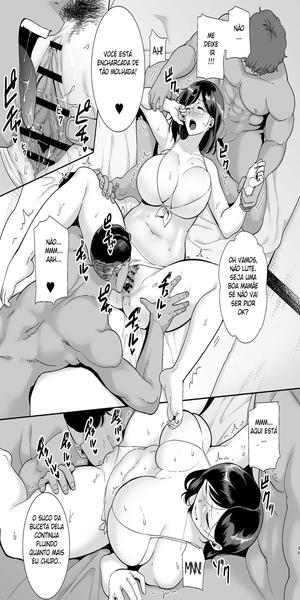 NÃO
...
ME
DEIXE
IR
!!!
VOCÊ ESTÁ
ENCHARCADA
DE
TÃO
MOLHADA!
AH!
NÃO...
MMM...
AAH...
OH VAMOS,
NÃO LUTE,
SEJA UMA
BOA MAMÃE
SE NÃO VAI
SER PIOR
OK?
MMM...
AQUI ESTÁ
...
MNN!
O SUCO DA
BUCETA DELA
CONTINUA
FLUINDO
QUANTO MAIS
EU CHUPO..